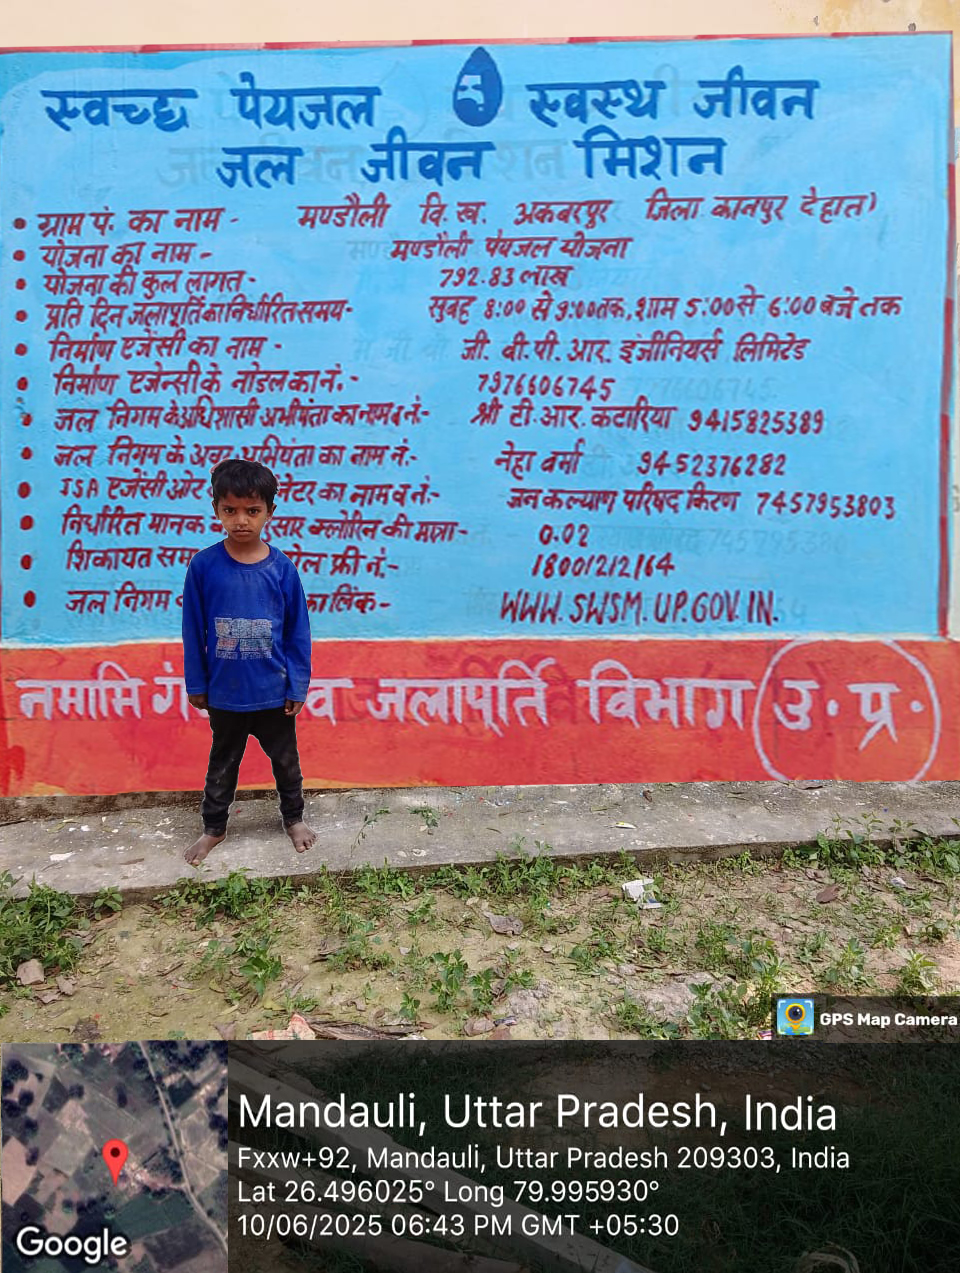 स्वच्छ पेयजल स्वस्थ जीवन
जल जीवन मिशन
• ग्राम पं. का नाम - मण्डौली वि.ख. अकबरपुर जिला कानपुर देहात)
• योजना का नाम - मण्डौली पेयजल योजना
• योजना की कुल लागत - 792.83 लाख
• प्रति दिन जलापूर्ति का निर्धारित समय - सुबह 8:00 से 9:00 तक, शाम 5:00 से 6:00 बजे तक
• निर्माण एजेंसी का नाम - जी. वी. पी. आर. इंजीनियर्स लिमिटेड
• निर्माण एजेन्सी के नोडल का नं. - 7976606745
• जल निगम के अधिशासी अभीयंता का नाम व नं. - श्री टी. आर. कटारिया 9415825389
• जल निगम के अवर अभियंता का नाम नं. - नेहा वर्मा 9452376282
• ISA एजेंसी ओर नेटर का नाम व नं. - जन कल्याण परिषद किरण 7457953803
• निर्धारित मानक सार क्लोरिन की मात्रा - 0.02
• शिकायत सम ोल फ्री नं. - 18001212164
• जल निगम का लिंक - WWW.SWSM.UP.GOV.IN.
नमामि गं व जलापूर्ति विभाग उ.प्र.
GPS Map Camera
Mandauli, Uttar Pradesh, India
Fxxw+92, Mandauli, Uttar Pradesh 209303, India
Lat 26.496025° Long 79.995930°
10/06/2025 06:43 PM GMT +05:30
Google